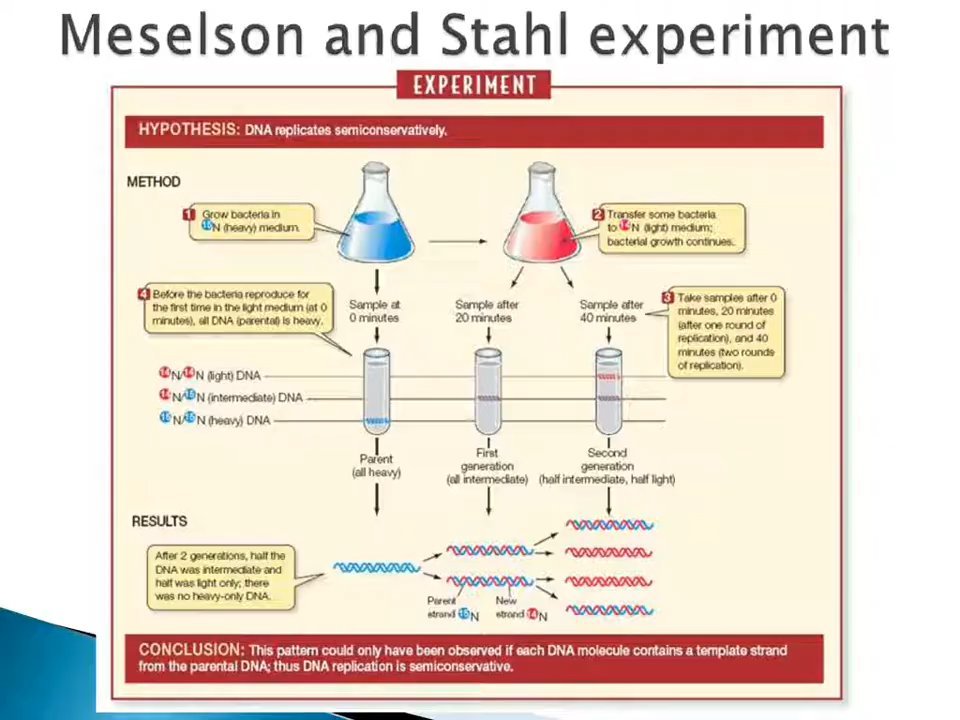 Meselson and Stahl experiment
EXPERIMENT
HYPOTHESIS: DNA replicates semiconservatively.
METHOD
1 Grow bacteria in
15N (heavy) medium.
2 Transfer some bacteria
to 14N (light) medium;
bacterial growth continues.
4 Before the bacteria reproduce for
the first time in the light medium (at 0
minutes), all DNA (parental) is heavy.
Sample at
0 minutes
Sample after
20 minutes
Sample after
40 minutes
3 Take samples after 0
minutes, 20 minutes
(after one round of
replication), and 40
minutes (two rounds
of replication).
14N/14N (light) DNA
14N/15N (intermediate) DNA
15N/15N (heavy) DNA
Parent
(all heavy)
First
generation
(all intermediate)
Second
generation
(half intermediate, half light)
RESULTS
After 2 generations, half the
DNA was intermediate and
half was light only; there
was no heavy-only DNA.
Parent
strand 15N
New
strand 14N
CONCLUSION: This pattern could only have been observed if each DNA molecule contains a template strand
from the parental DNA; thus DNA replication is semiconservative.